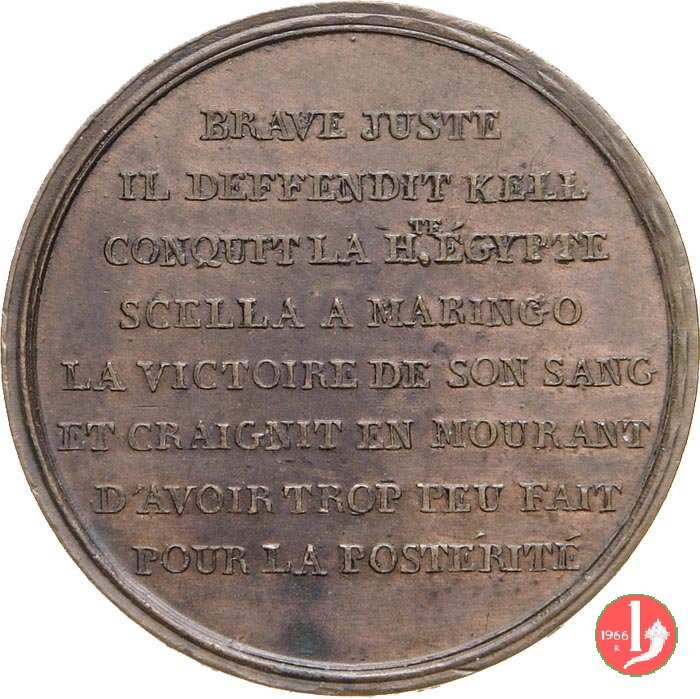 BRAVE JUSTE
IL DEFFENDIT KELL
CONQUIT LA H.TE ÉGYPTE
SCELLA A MARINGO
LA VICTOIRE DE SON SANG
ET CRAIGNIT EN MOURANT
D'AVOIR TROP PEU FAIT
POUR LA POSTÉRITÉ
1966